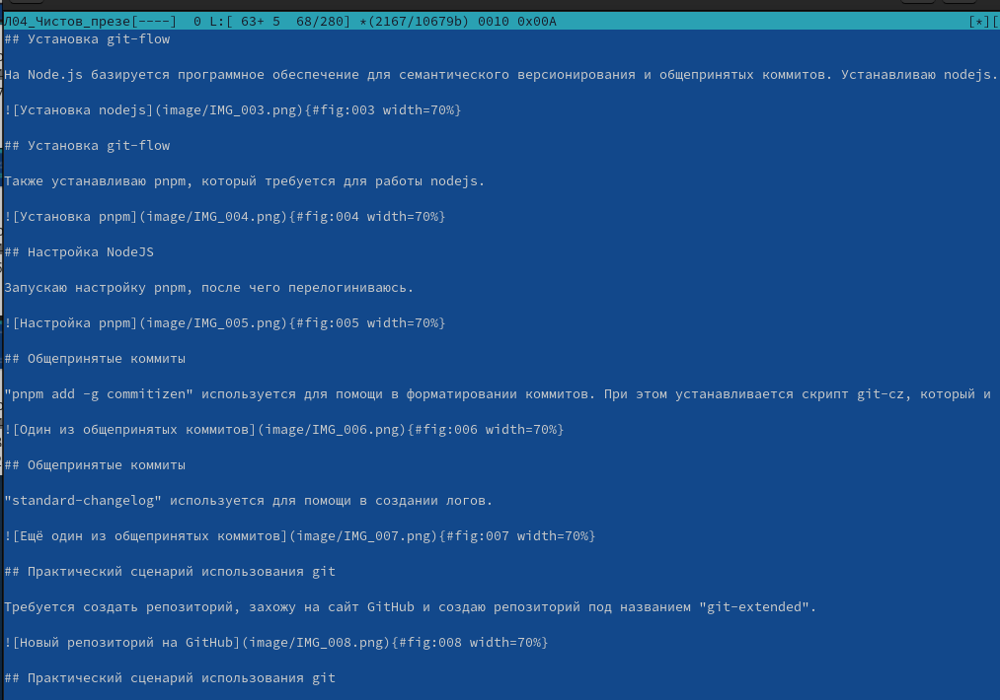 Л04_Чистов_презе[----]  0 L:[ 63+ 5  68/280] *(2167/10679b) 0010 0x00A [*][
## Установка git-flow
На Node.js базируется программное обеспечение для семантического версионирования и общепринятых коммитов. Устанавливаю nodejs.
![Установка nodejs](image/IMG_003.png){#fig:003 width=70%}
## Установка git-flow
Также устанавливаю pnpm, который требуется для работы nodejs.
![Установка pnpm](image/IMG_004.png){#fig:004 width=70%}
## Настройка NodeJS
Запускаю настройку pnpm, после чего перелогиниваюсь.
![Настройка pnpm](image/IMG_005.png){#fig:005 width=70%}
## Общепринятые коммиты
"pnpm add -g commitizen" используется для помощи в форматировании коммитов. При этом устанавливается скрипт git-cz, который и
![Один из общепринятых коммитов](image/IMG_006.png){#fig:006 width=70%}
## Общепринятые коммиты
"standard-changelog" используется для помощи в создании логов.
![Ещё один из общепринятых коммитов](image/IMG_007.png){#fig:007 width=70%}
## Практический сценарий использования git
Требуется создать репозиторий, захожу на сайт GitHub и создаю репозиторий под названием "git-extended".
![Новый репозиторий на GitHub](image/IMG_008.png){#fig:008 width=70%}
## Практический сценарий использования git